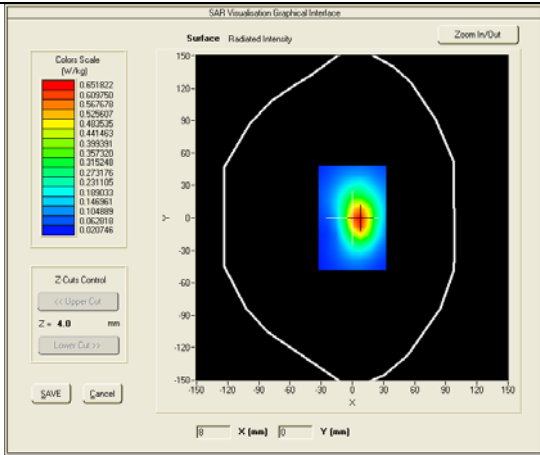 SAR Visualisation Graphical Interface
Surface Radiated Intensity
Zoom In/Out
Colors Scale
(W/kg)
0.651822
0.609750
0.567678
0.525607
0.483535
0.441463
0.399391
0.357320
0.315248
0.273176
0.231105
0.189033
0.146961
0.104889
0.062818
0.020746
150
120
90
60
30
0
-30
-60
-90
-120
-150
Y
-150 -120 -90 -60 -30 0 30 60 90 120 150
X
Z-Cuts Control
<< Upper Cut
Z = 4.0 mm
Lower Cut >>
SAVE Cancel
8 X (mm) 0 Y (mm)